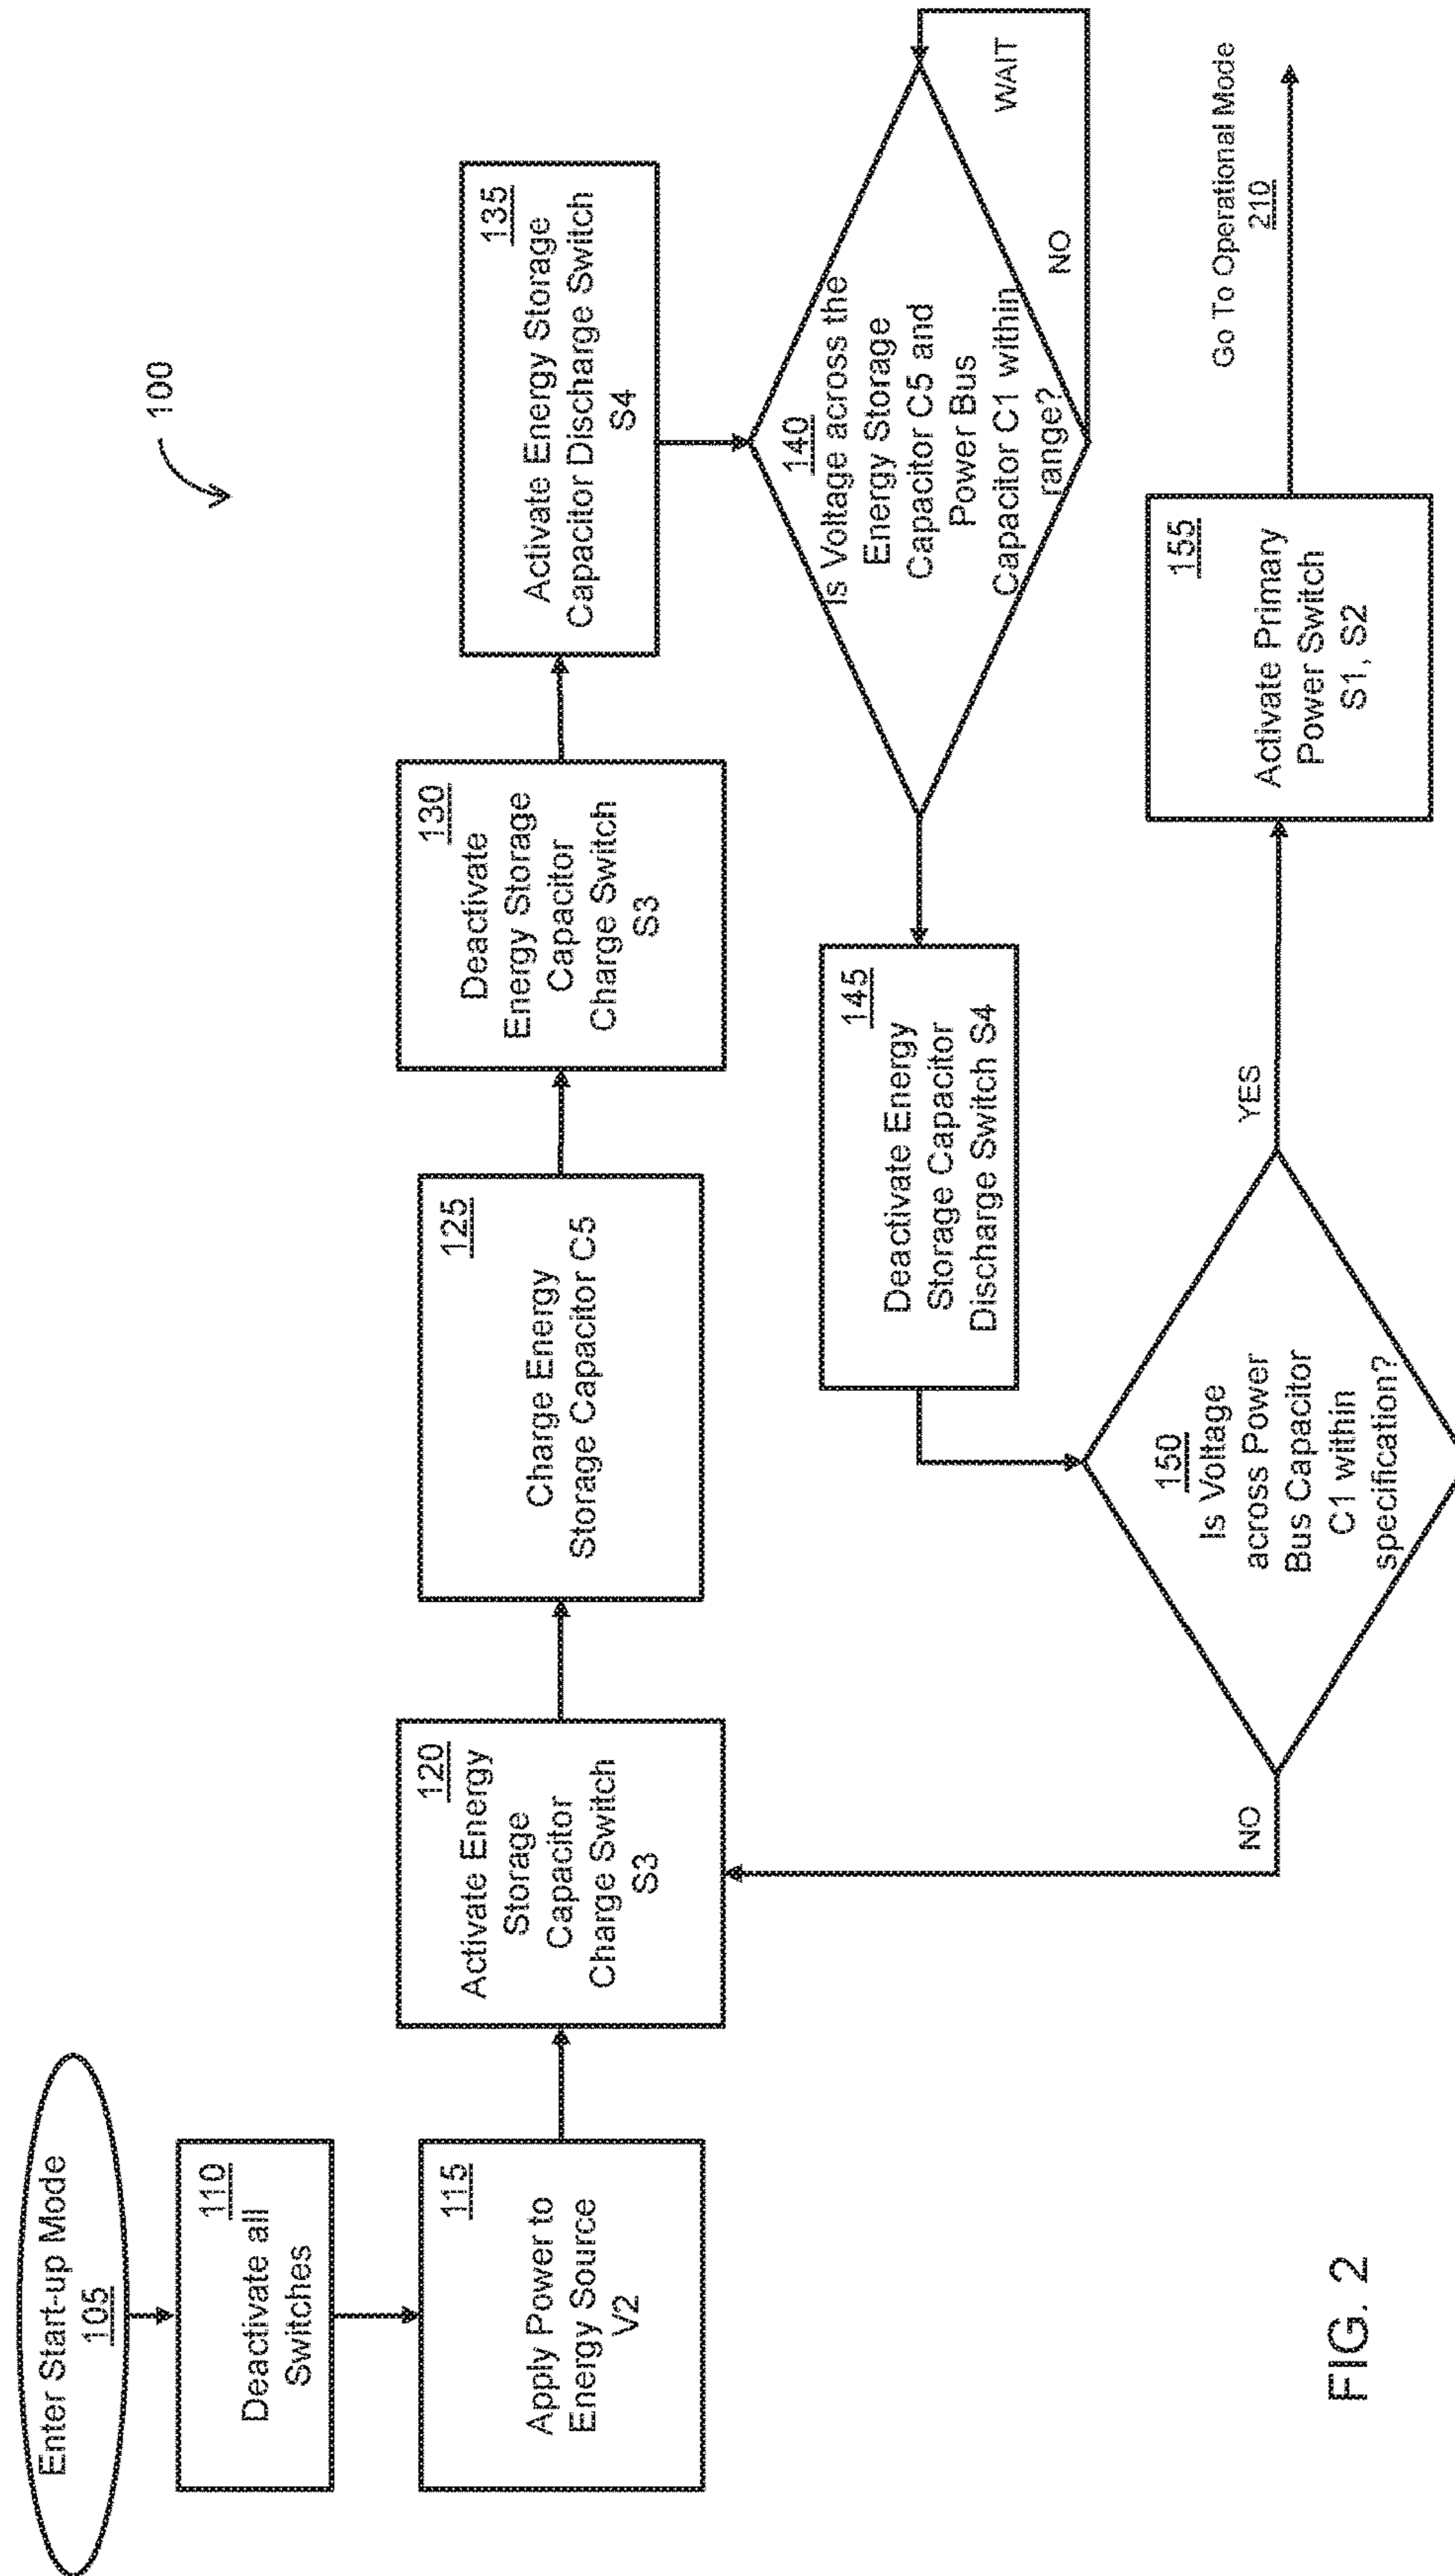 100
Enter Start-up Mode
105
110
Deactivate all
Switches
115
Apply Power to
Energy Source
V2
120
Activate Energy
Storage
Capacitor
Charge Switch
S3
125
Charge Energy
Storage Capacitor C5
130
Deactivate
Energy Storage
Capacitor
Charge Switch
S3
135
Activate Energy Storage
Capacitor Discharge Switch
S4
140
Is Voltage across the
Energy Storage
Capacitor C5 and
Power Bus
Capacitor C1 within
range?
NO
WAIT
145
Deactivate Energy
Storage Capacitor
Discharge Switch S4
150
Is Voltage
across Power
Bus Capacitor
C1 within
specification?
NO
YES
155
Activate Primary
Power Switch
S1, S2
Go To Operational Mode
210
FIG. 2